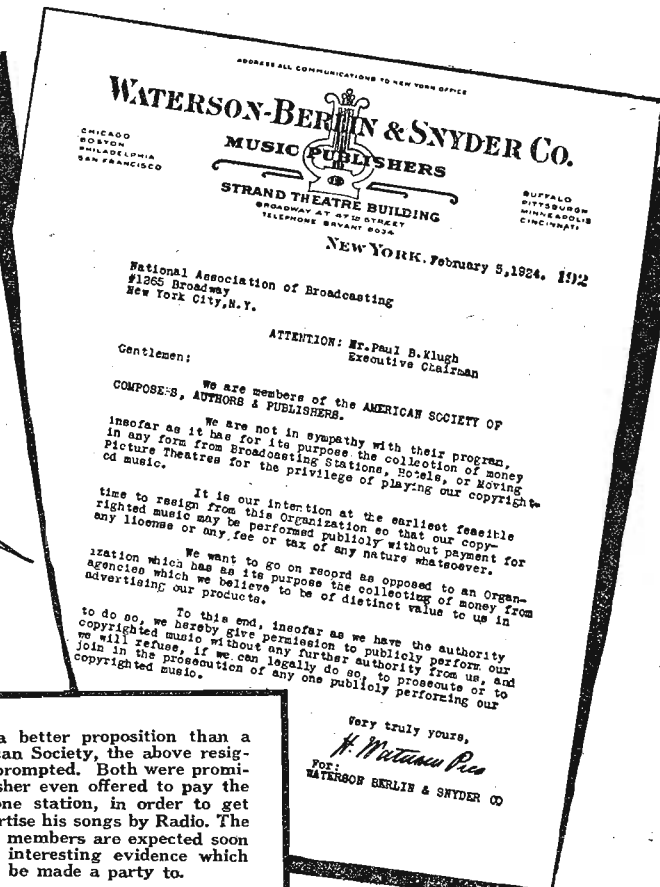 ADDRESS ALL COMMUNICATIONS TO NEW YORK OFFICE
WATERSON-BERLIN & SNYDER CO.
MUSIC PUBLISHERS
CHICAGO
BOSTON
PHILADELPHIA
SAN FRANCISCO
STRAND THEATRE BUILDING
BROADWAY AT 47TH STREET
TELEPHONE BRYANT 8034
BUFFALO
PITTSBURGH
MINNEAPOLIS
CINCINNATI
NEW YORK, February 5,1924. 192
National Association of Broadcasting
#1265 Broadway
New York City,N.Y.
ATTENTION: Mr.Paul B.Klugh
Executive Chairman
Gentlemen:
We are members of the AMERICAN SOCIETY OF
COMPOSERS, AUTHORS & PUBLISHERS.
We are not in sympathy with their program,
insofar as it has for its purpose the collection of money
in any form from Broadcasting Stations, Hotels, or Moving
Picture Theatres for the privilege of playing our copyright-
ed music.
It is our intention at the earliest feasible
time to resign from this Organization so that our copy-
righted music may be performed publicly without payment for
any license or any fee or tax of any nature whatsoever.
We want to go on record as opposed to an Organ-
ization which has as its purpose the collecting of money from
agencies which we believe to be of distinct value to us in
advertising our products.
To this end, insofar as we have the authority
to do so, we hereby give permission to publicly perform our
copyrighted music without any further authority from us, and
we will refuse, if we can legally do so, to prosecute or to
join in the prosecution of any one publicly performing our
copyrighted music.
Very truly yours,
H. Waterson Pres
For:
WATERSON BERLIN & SNYDER CO
a better proposition than a
can Society, the above resig-
prompted. Both were promi-
sher even offered to pay the
one station, in order to get
rtise his songs by Radio. The
members are expected soon
interesting evidence which
be made a party to.